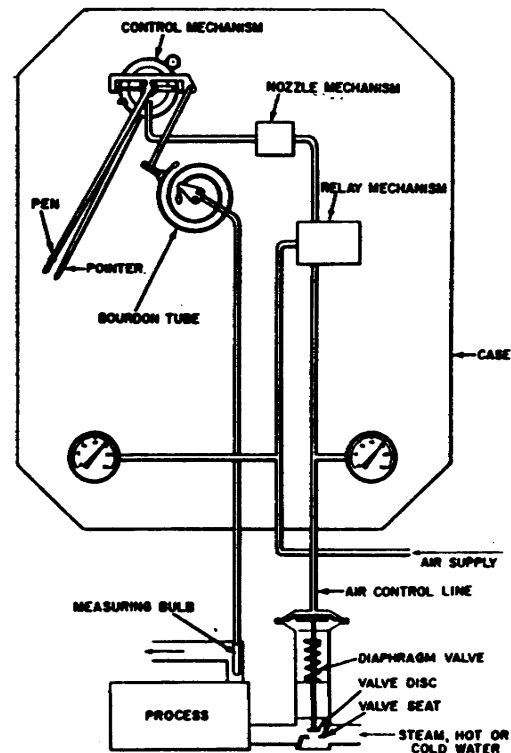 CONTROL MECHANISM
NOZZLE MECHANISM
RELAY MECHANISM
PEN
POINTER.
BOURDON TUBE
CASE
AIR SUPPLY
AIR CONTROL LINE
MEASURING BULB
DIAPHRAGM VALVE
VALVE DISC
VALVE SEAT
PROCESS
STEAM, HOT OR
COLD WATER